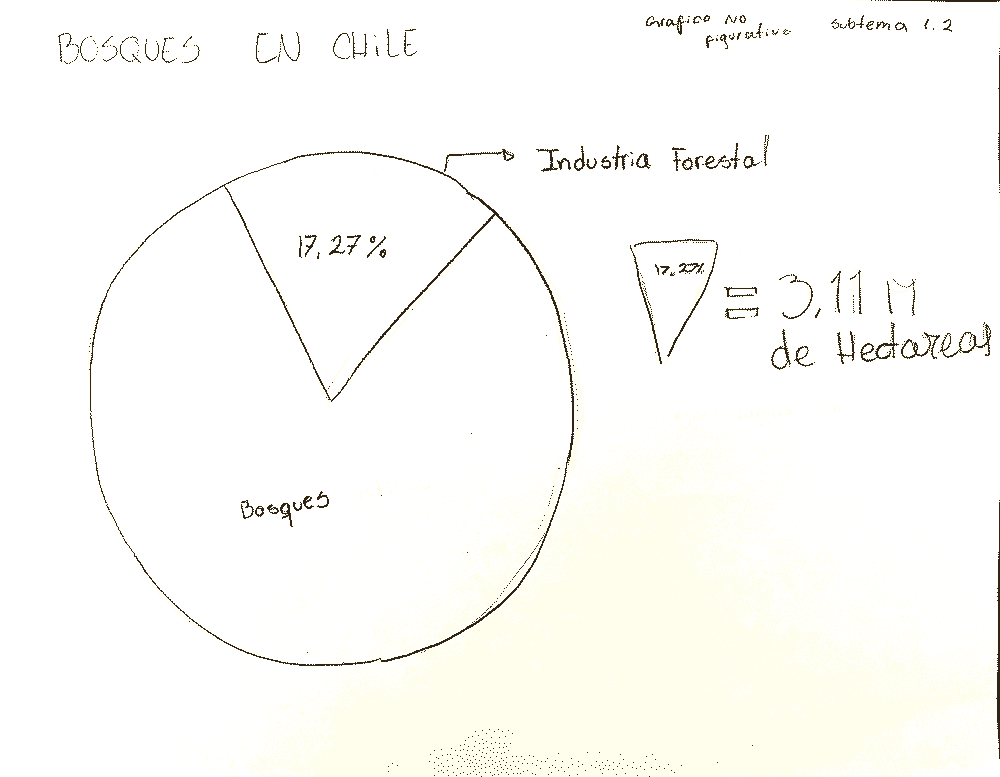 BOSQUES EN CHILE
Grafico No
figurativo
subtema 1.2
Industria Forestal
17,27%
17,27%
= 3,11 M
de Hectareas
Bosques